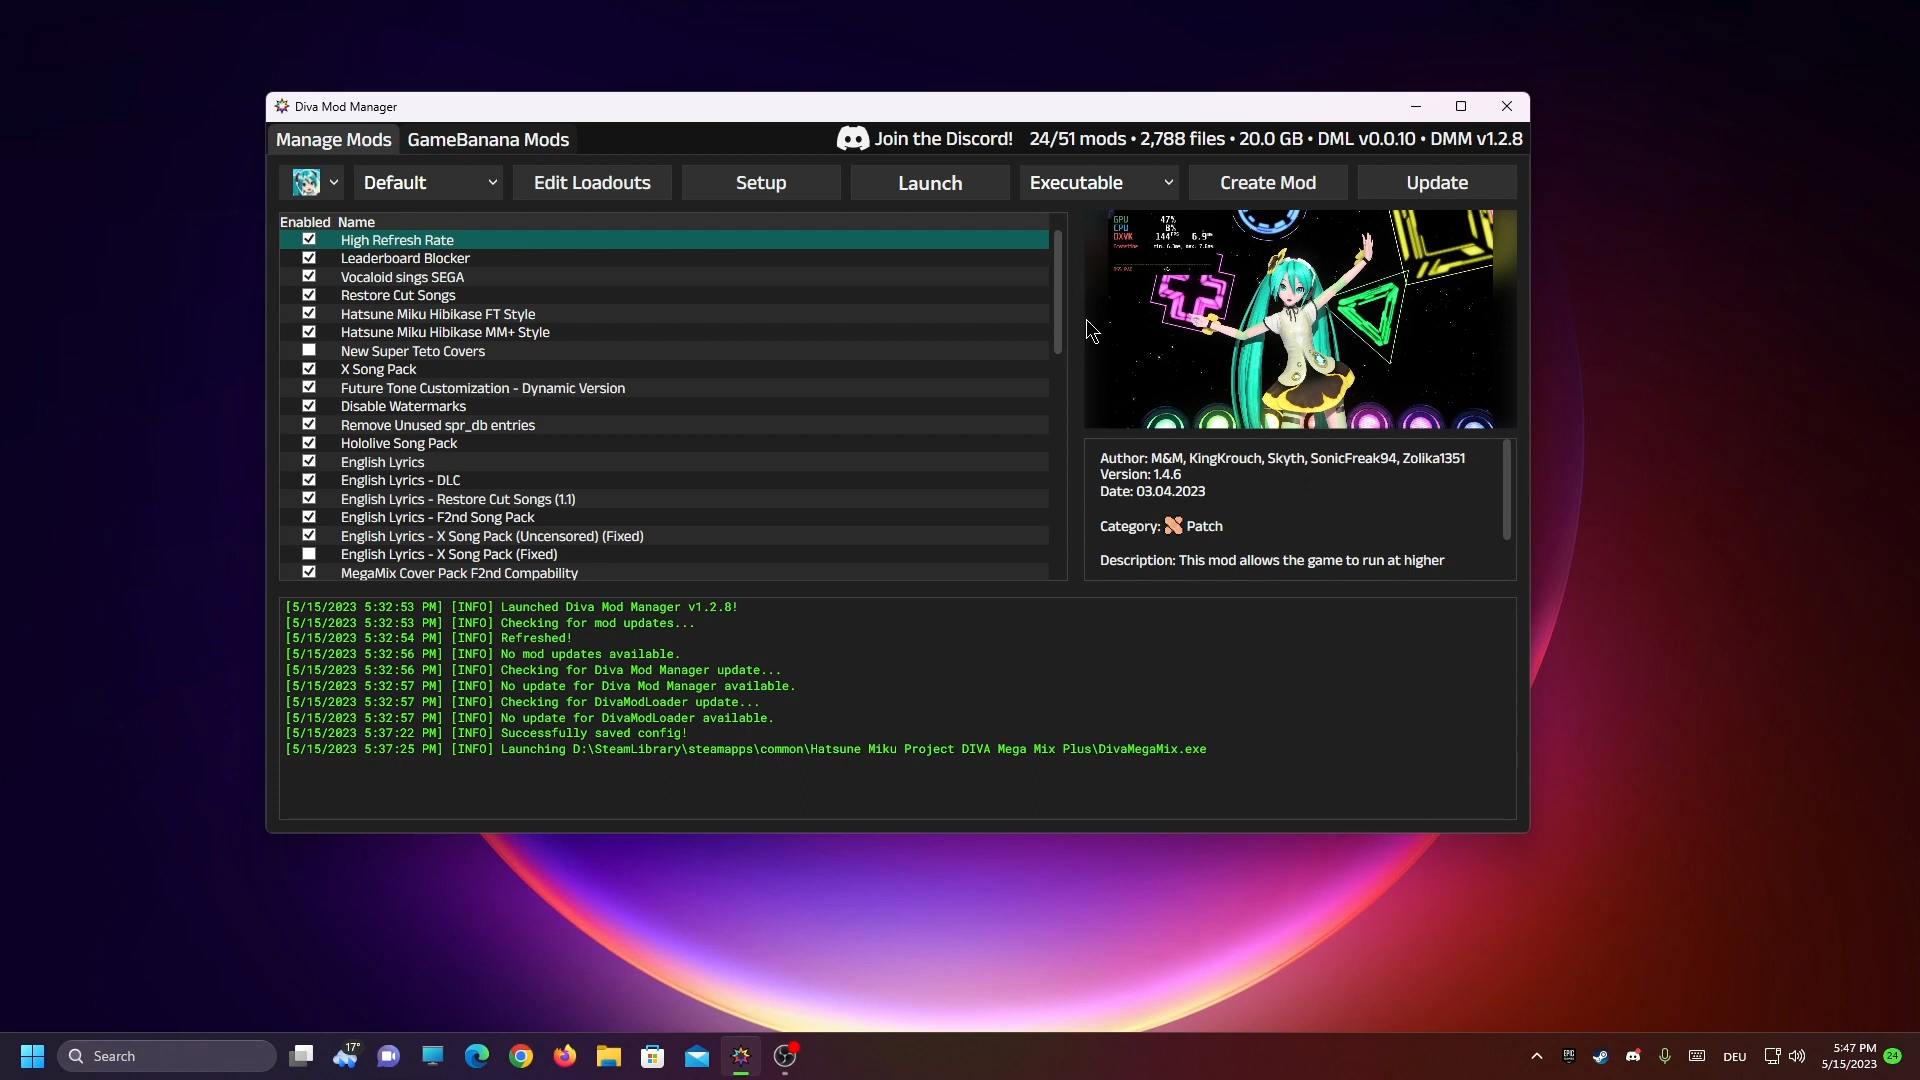 Diva Mod Manager
Manage Mods
GameBanana Mods
Join the Discord!
24/51 mods • 2,788 files • 20.0 GB • DML v0.0.10 • DMM v1.2.8
Default
Edit Loadouts
Setup
Launch
Executable
Create Mod
Update
Enabled Name
High Refresh Rate
Leaderboard Blocker
Vocaloid sings SEGA
Restore Cut Songs
Hatsune Miku Hibikase FT Style
Hatsune Miku Hibikase MM+ Style
New Super Teto Covers
X Song Pack
Future Tone Customization - Dynamic Version
Disable Watermarks
Remove Unused spr_db entries
Hololive Song Pack
English Lyrics
English Lyrics - DLC
English Lyrics - Restore Cut Songs (1.1)
English Lyrics - F2nd Song Pack
English Lyrics - X Song Pack (Uncensored) (Fixed)
English Lyrics - X Song Pack (Fixed)
MegaMix Cover Pack F2nd Compability
GPU 47%
CPU 8%
DXVK 144 FPS 6.9
Author: M&M, KingKrouch, Skyth, SonicFreak94, Zolika1351
Version: 1.4.6
Date: 03.04.2023
Category: Patch
Description: This mod allows the game to run at higher
[5/15/2023 5:32:53 PM] [INFO] Launched Diva Mod Manager v1.2.8!
[5/15/2023 5:32:53 PM] [INFO] Checking for mod updates...
[5/15/2023 5:32:54 PM] [INFO] Refreshed!
[5/15/2023 5:32:56 PM] [INFO] No mod updates available.
[5/15/2023 5:32:56 PM] [INFO] Checking for Diva Mod Manager update...
[5/15/2023 5:32:57 PM] [INFO] No update for Diva Mod Manager available.
[5/15/2023 5:32:57 PM] [INFO] Checking for DivaModLoader update...
[5/15/2023 5:32:57 PM] [INFO] No update for DivaModLoader available.
[5/15/2023 5:37:22 PM] [INFO] Successfully saved config!
[5/15/2023 5:37:25 PM] [INFO] Launching D:\SteamLibrary\steamapps\common\Hatsune Miku Project DIVA Mega Mix Plus\DivaMegaMix.exe
Search
17°
EPIC
DEU
5:47 PM
5/15/2023
24